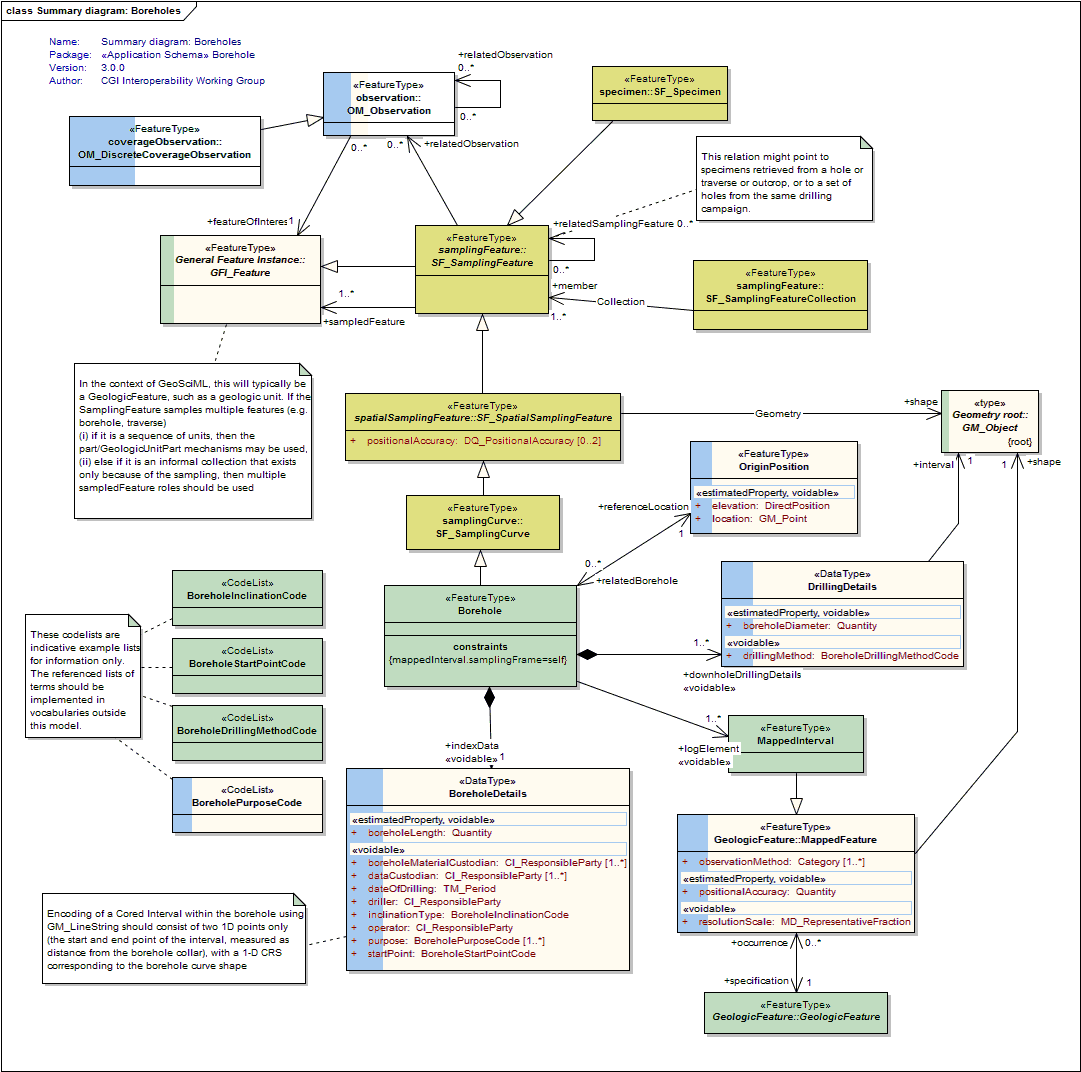 class Summary diagram: Boreholes
Name: Summary diagram: Boreholes
Package: «Application Schema» Borehole
Version: 3.0.0
Author: CGI Interoperability Working Group
+relatedObservation
0..*
«FeatureType»
observation::
OM_Observation
0..*
«FeatureType»
specimen::SF_Specimen
«FeatureType»
coverageObservation::
OM_DiscreteCoverageObservation
0..*
0..*
+relatedObservation
This relation might point to
specimens retrieved from a hole or
traverse or outcrop, or to a set of
holes from the same drilling
campaign.
+featureOfInteres 1
+relatedSamplingFeature 0..*
«FeatureType»
General Feature Instance::
GFI_Feature
«FeatureType»
samplingFeature::
SF_SamplingFeature
0..*
+member
Collection
1..*
«FeatureType»
samplingFeature::
SF_SamplingFeatureCollection
1..*
+sampledFeature
In the context of GeoSciML, this will typically be
a GeologicFeature, such as a geologic unit. If the
SamplingFeature samples multiple features (e.g.
borehole, traverse)
(i) if it is a sequence of units, then the
part/GeologicUnitPart mechanisms may be used,
(ii) else if it is an informal collection that exists
only because of the sampling, then multiple
sampledFeature roles should be used
«FeatureType»
spatialSamplingFeature::SF_SpatialSamplingFeature
+ positionalAccuracy: DQ_PositionalAccuracy [0..2]
Geometry
+shape
«type»
Geometry root::
GM_Object
{root}
+interval
1
1
+shape
«FeatureType»
OriginPosition
«estimatedProperty, voidable»
+ elevation: DirectPosition
+ location: GM_Point
+referenceLocation
1
«FeatureType»
samplingCurve::
SF_SamplingCurve
0..*
+relatedBorehole
«DataType»
DrillingDetails
«estimatedProperty, voidable»
+ boreholeDiameter: Quantity
«voidable»
+ drillingMethod: BoreholeDrillingMethodCode
«FeatureType»
Borehole
constraints
{mappedInterval.samplingFrame=self}
1..*
+downholeDrillingDetails
«voidable»
«CodeList»
BoreholeInclinationCode
«CodeList»
BoreholeStartPointCode
«CodeList»
BoreholeDrillingMethodCode
«CodeList»
BoreholePurposeCode
These codelists are
indicative example lists
for information only.
The referenced lists of
terms should be
implemented in
vocabularies outside
this model.
1..*
+logElement
«voidable»
«FeatureType»
MappedInterval
+indexData
«voidable» 1
«DataType»
BoreholeDetails
«estimatedProperty, voidable»
+ boreholeLength: Quantity
«voidable»
+ boreholeMaterialCustodian: CI_ResponsibleParty [1..*]
+ dataCustodian: CI_ResponsibleParty [1..*]
+ dateOfDrilling: TM_Period
+ driller: CI_ResponsibleParty
+ inclinationType: BoreholeInclinationCode
+ operator: CI_ResponsibleParty
+ purpose: BoreholePurposeCode [1..*]
+ startPoint: BoreholeStartPointCode
«FeatureType»
GeologicFeature::MappedFeature
+ observationMethod: Category [1..*]
«estimatedProperty, voidable»
+ positionalAccuracy: Quantity
«voidable»
+ resolutionScale: MD_RepresentativeFraction
Encoding of a Cored Interval within the borehole using
GM_LineString should consist of two 1D points only
(the start and end point of the interval, measured as
distance from the borehole collar), with a 1-D CRS
corresponding to the borehole curve shape
+occurrence
0..*
+specification
1
«FeatureType»
GeologicFeature::GeologicFeature